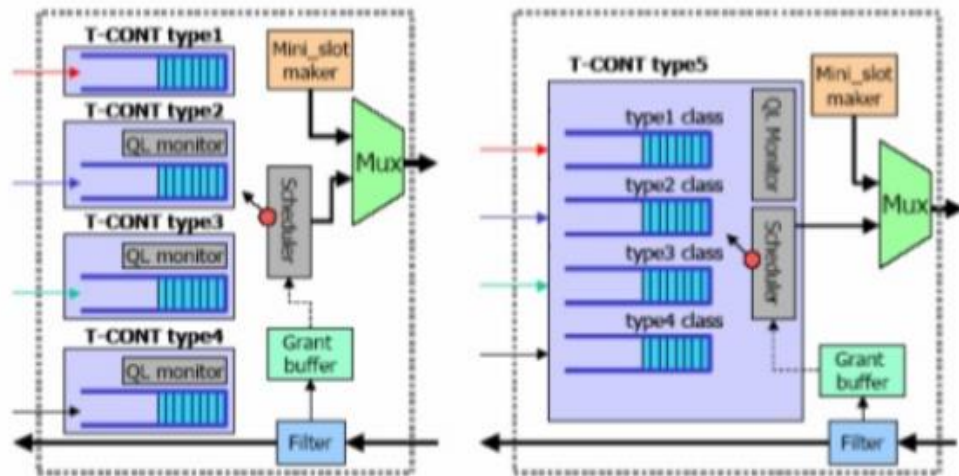 T-CONT type1
Mini_slot
maker
T-CONT type2
QL monitor
Mux
Scheduler
T-CONT type3
QL monitor
T-CONT type4
QL monitor
Grant
buffer
Filter
T-CONT type5
Mini_slot
maker
type1 class
QL Monitor
type2 class
Mux
Scheduler
type3 class
type4 class
Grant
buffer
Filter